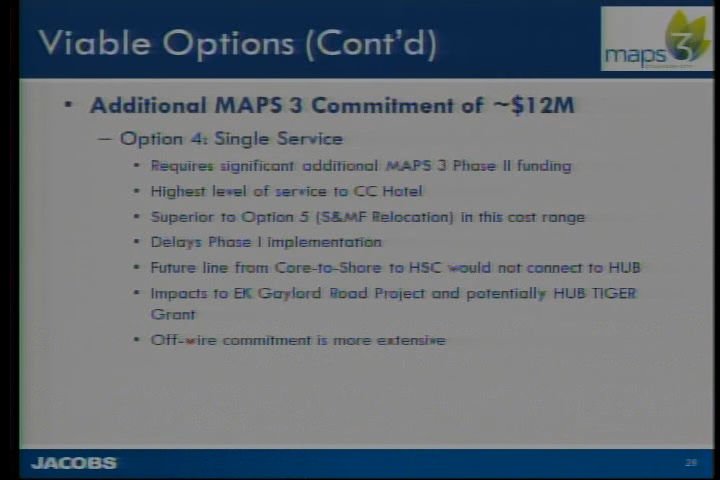 Viable Options (Cont'd)
maps 3
• Additional MAPS 3 Commitment of ~$12M
– Option 4: Single Service
• Requires significant additional MAPS 3 Phase II funding
• Highest level of service to CC Hotel
• Superior to Option 5 (S&MF Relocation) in this cost range
• Delays Phase I implementation
• Future line from Core-to-Shore to HSC would not connect to HUB
• Impacts to EK Gaylord Road Project and potentially HUB TIGER
Grant
• Off-wire commitment is more extensive
JACOBS